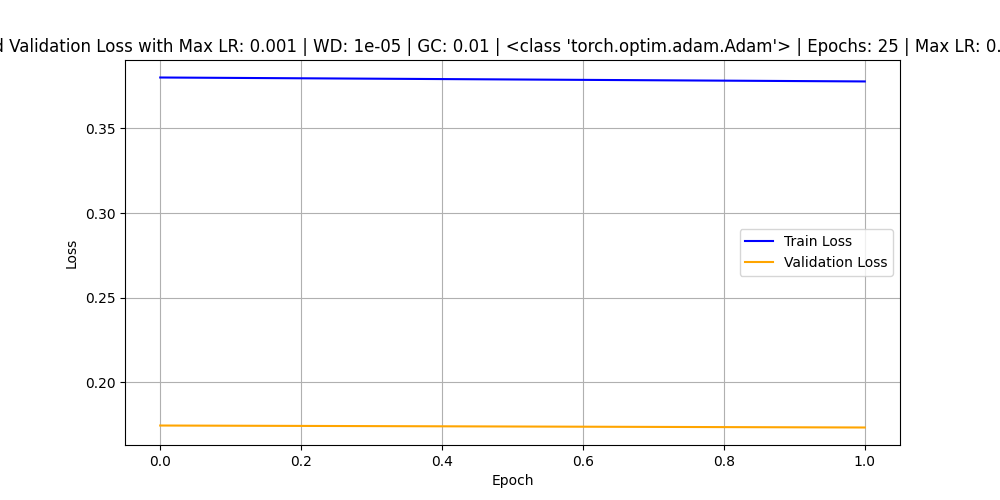 Validation Loss with Max LR: 0.001 | WD: 1e-05 | GC: 0.01 | <class 'torch.optim.adam.Adam'> | Epochs: 25 | Max LR: 0.
0.35
0.30
0.25
0.20
Loss
Train Loss
Validation Loss
0.0 0.2 0.4 0.6 0.8 1.0
Epoch